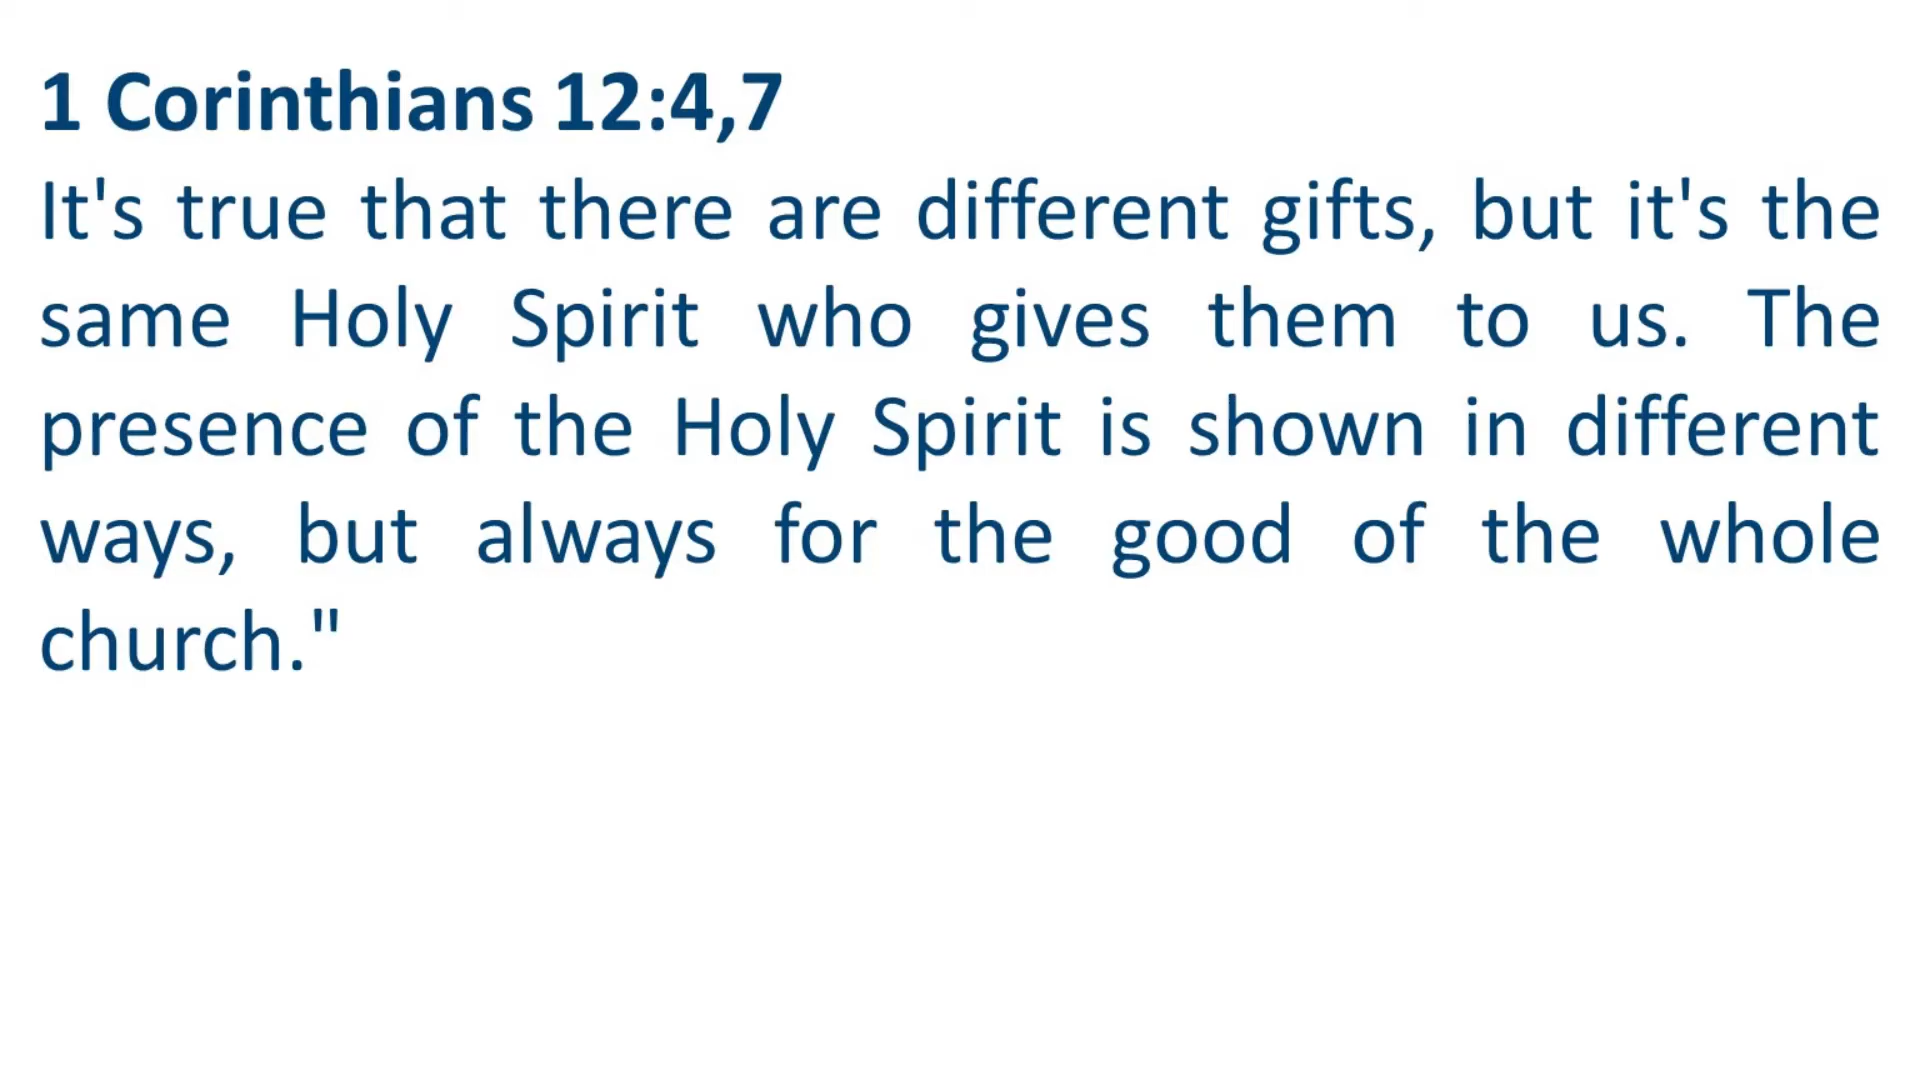 1 Corinthians 12:4,7
It's true that there are different gifts, but it's the
same Holy Spirit who gives them to us. The
presence of the Holy Spirit is shown in different
ways, but always for the good of the whole
church."